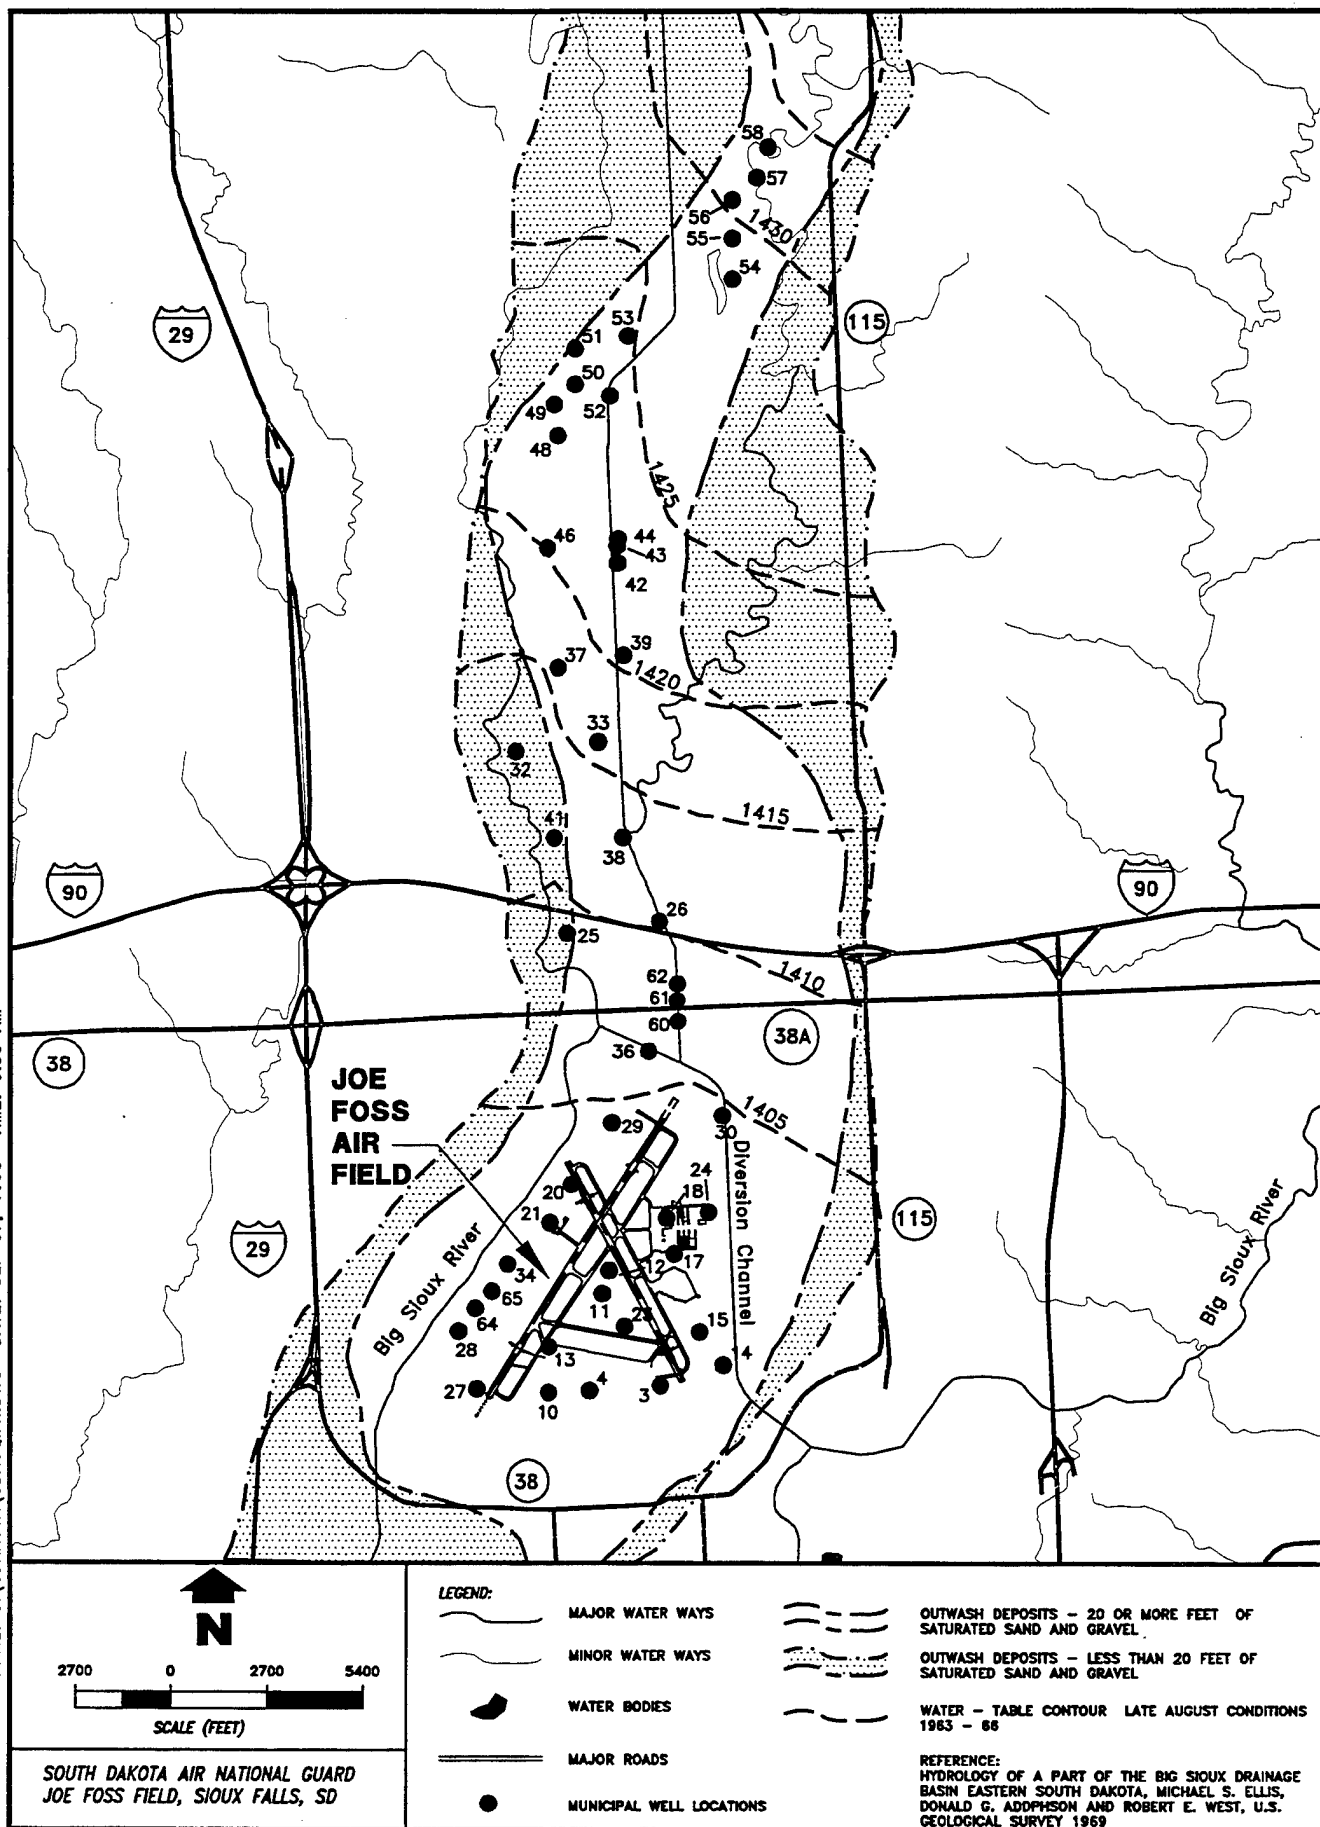 58
57
56
1430
55
54
29
115
53
51
50
49
52
48
1425
46
44
43
42
39
37
1420
33
32
1415
41
38
90
90
26
25
62
1410
61
60
38A
38
36
JOE
FOSS
AIR
FIELD
1405
29
30
Diversion Channel
24
20
18
21
115
29
Big Sioux River
Big Sioux River
34
12
17
65
11
64
23
15
28
13
4
27
10
4
3
38
N
2700 0 2700 5400
SCALE (FEET)
SOUTH DAKOTA AIR NATIONAL GUARD
JOE FOSS FIELD, SIOUX FALLS, SD
LEGEND:
MAJOR WATER WAYS
MINOR WATER WAYS
WATER BODIES
MAJOR ROADS
MUNICIPAL WELL LOCATIONS
OUTWASH DEPOSITS - 20 OR MORE FEET OF
SATURATED SAND AND GRAVEL
OUTWASH DEPOSITS - LESS THAN 20 FEET OF
SATURATED SAND AND GRAVEL
WATER - TABLE CONTOUR LATE AUGUST CONDITIONS
1963 - 66
REFERENCE:
HYDROLOGY OF A PART OF THE BIG SIOUX DRAINAGE
BASIN EASTERN SOUTH DAKOTA, MICHAEL S. ELLIS,
DONALD G. ADOPHSON AND ROBERT E. WEST, U.S.
GEOLOGICAL SURVEY 1969